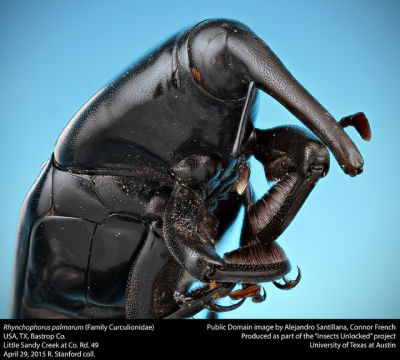 Rhynchophorus palmarum (Family Curculionidae)
USA, TX, Bastrop Co.
Little Sandy Creek at Co. Rd. 49
April 29, 2015 R. Stanford coll.
Public Domain image by Alejandro Santillana, Connor French
Produced as part of the "Insects Unlocked" project
University of Texas at Austin